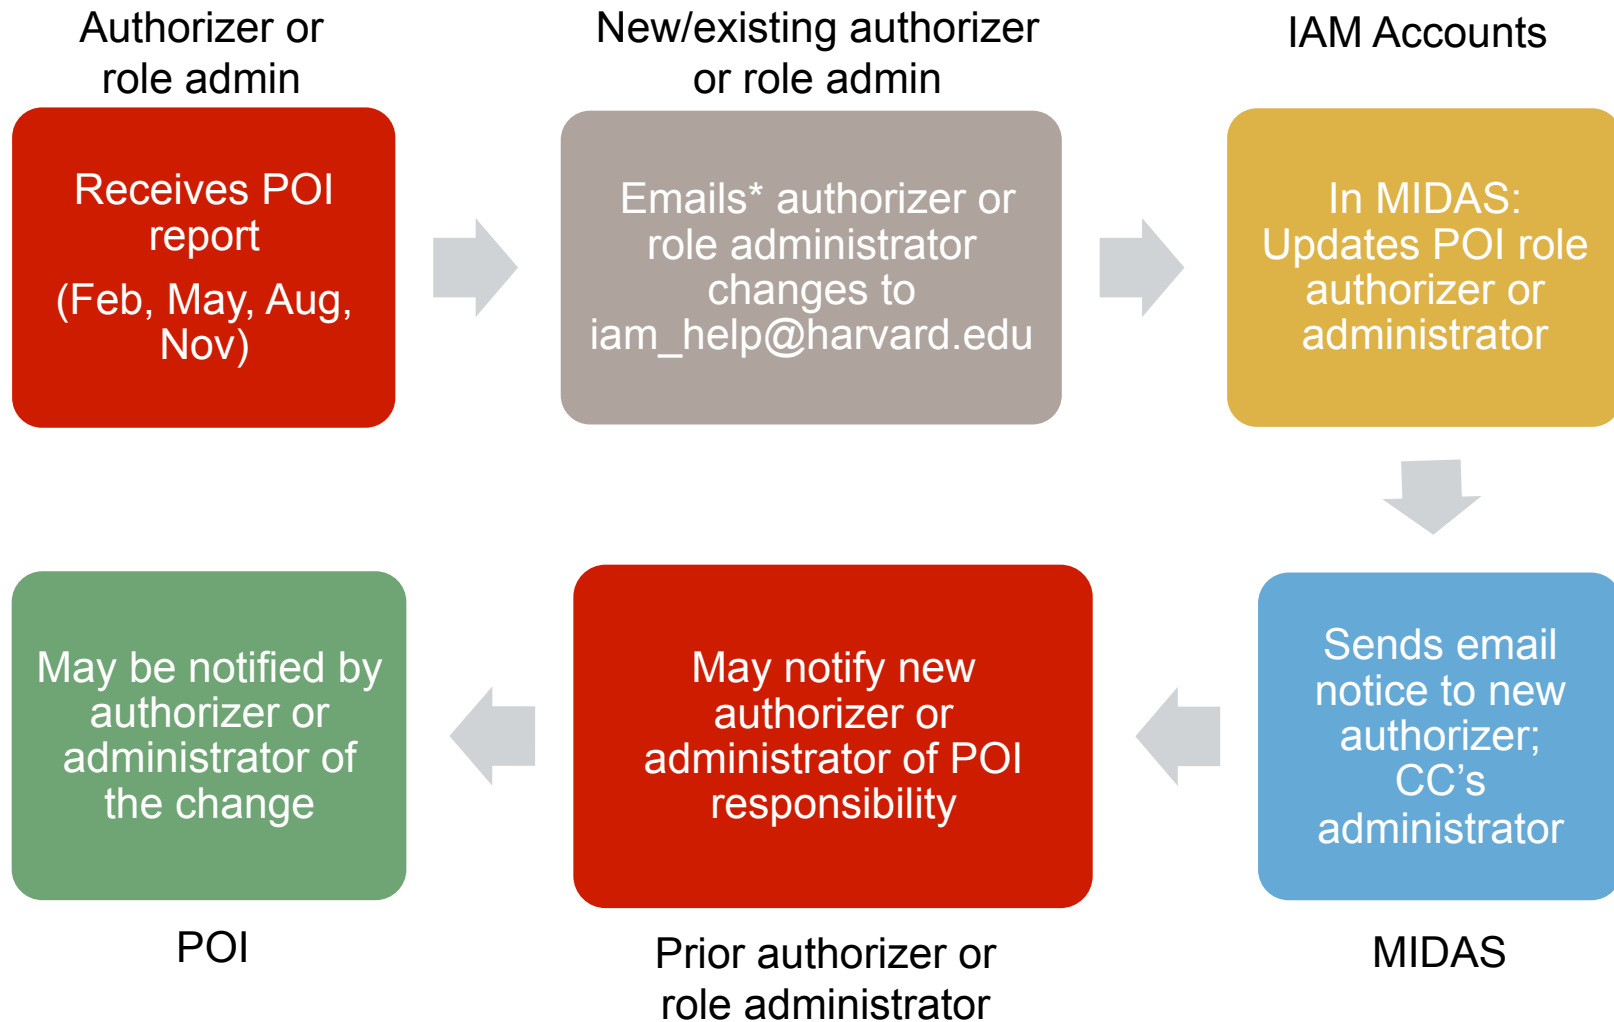 Authorizer or
role admin
Receives POI
report
(Feb, May, Aug,
Nov)
New/existing authorizer
or role admin
Emails* authorizer or
role administrator
changes to
iam_help@harvard.edu
IAM Accounts
In MIDAS:
Updates POI role
authorizer or
administrator
Sends email
notice to new
authorizer;
CC’s
administrator
MIDAS
May notify new
authorizer or
administrator of POI
responsibility
Prior authorizer or
role administrator
May be notified by
authorizer or
administrator of
the change
POI